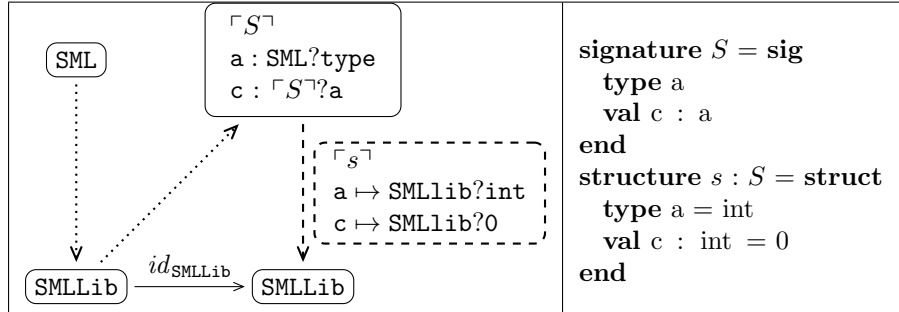 SML
⌜S⌝
a : SML?type
c : ⌜S⌝?a
⌜s⌝
a ↦ SMLlib?int
c ↦ SMLlib?0
SMLLib
id_SMLLib
SMLLib
signature S = sig
type a
val c : a
end
structure s : S = struct
type a = int
val c : int = 0
end